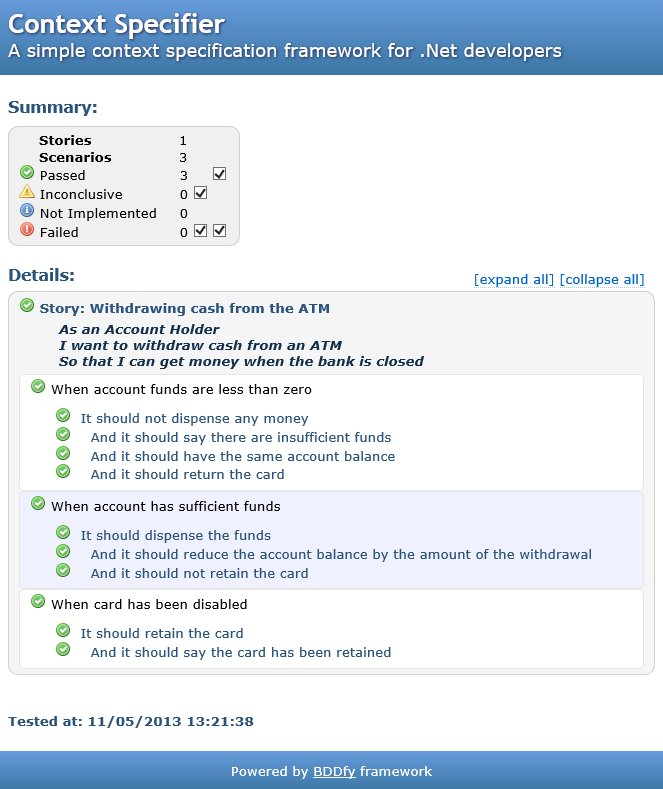 Context Specifier
A simple context specification framework for .Net developers
Summary:
Stories 1
Scenarios 3
Passed 3
Inconclusive 0
Not Implemented 0
Failed 0
Details:
[expand all] [collapse all]
Story: Withdrawing cash from the ATM
As an Account Holder
I want to withdraw cash from an ATM
So that I can get money when the bank is closed
When account funds are less than zero
It should not dispense any money
And it should say there are insufficient funds
And it should have the same account balance
And it should return the card
When account has sufficient funds
It should dispense the funds
And it should reduce the account balance by the amount of the withdrawal
And it should not retain the card
When card has been disabled
It should retain the card
And it should say the card has been retained
Tested at: 11/05/2013 13:21:38
Powered by BDDfy framework